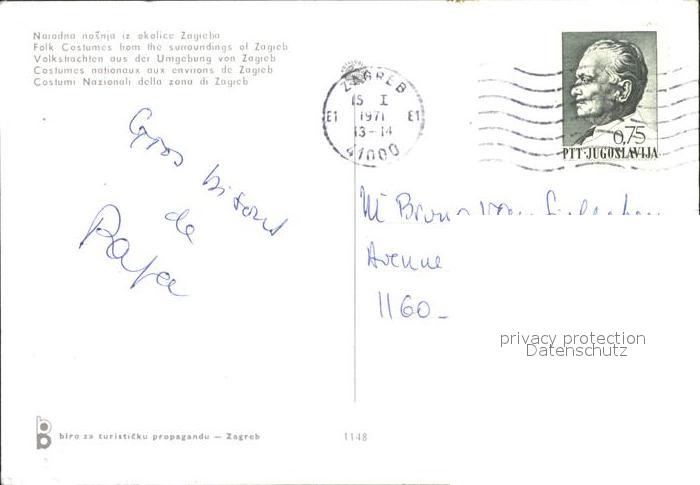 Narodna nošnja iz okolice Zagreba
Folk Costumes from the surroundings of Zagreb
Volkstrachten aus der Umgebung von Zagreb
Costumes nationaux aux environs de Zagreb
Costumi Nazionali della zona di Zagreb
ZAGREB
15 I
E1 1971 E1
13-14
41000
0,75
PTT·JUGOSLAVIJA
Gros bisous
de
Papa
Mr Bruno
Avenue
1160-
privacy protection
Datenschutz
biro za turističku propagandu — Zagreb
1148